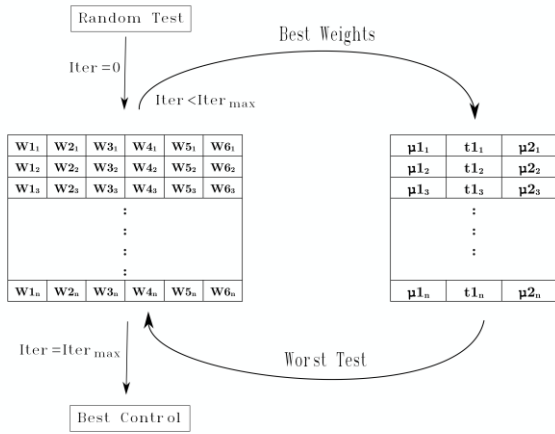 Random Test
Best Weights
Iter=0
Iter<Iter max
W1₁ W2₁ W3₁ W4₁ W5₁ W6₁
W1₂ W2₂ W3₂ W4₂ W5₂ W6₂
W1₃ W2₃ W3₃ W4₃ W5₃ W6₃
:
:
:
:
W1ₙ W2ₙ W3ₙ W4ₙ W5ₙ W6ₙ
μ1₁ t1₁ μ2₁
μ1₂ t1₂ μ2₂
μ1₃ t1₃ μ2₃
:
:
:
μ1ₙ t1ₙ μ2ₙ
Iter=Iter max
Worst Test
Best Control